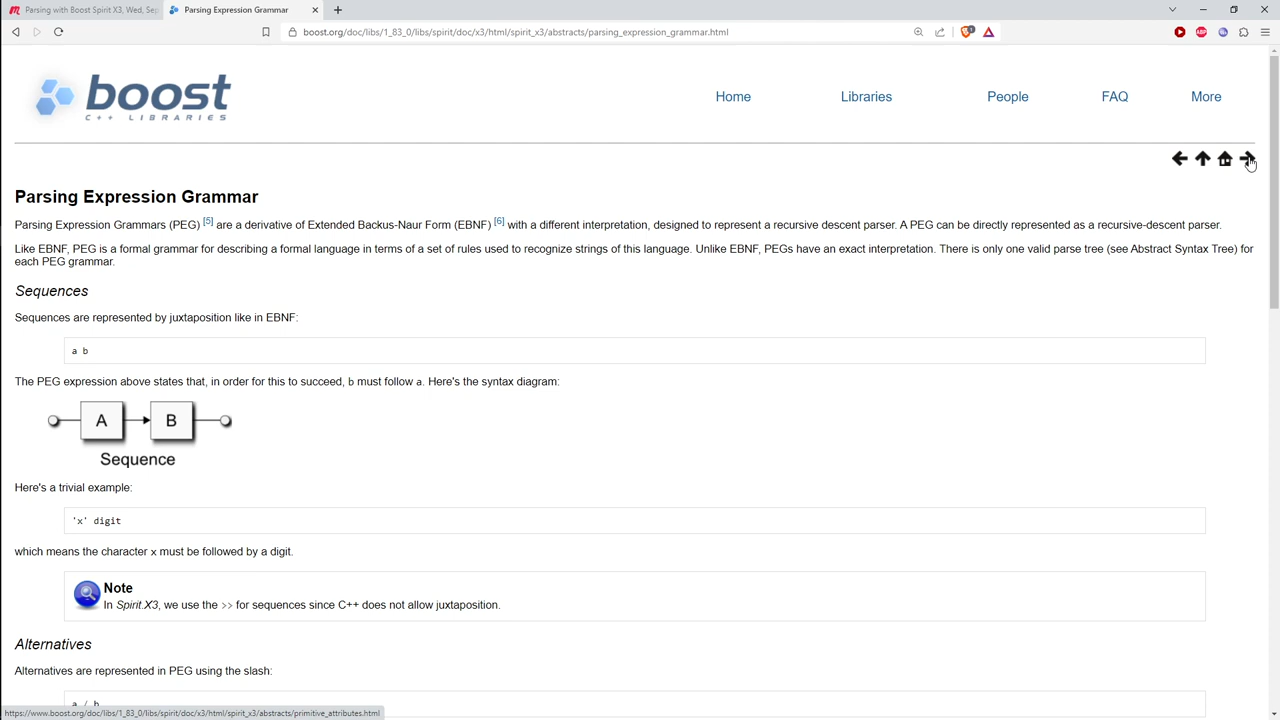 Parsing with Boost Spirit X3, Wed, Sep
Parsing Expression Grammar
boost.org/doc/libs/1_83_0/libs/spirit/doc/x3/html/spirit_x3/abstracts/parsing_expression_grammar.html
boost
C++ LIBRARIES
Home
Libraries
People
FAQ
More
Parsing Expression Grammar
Parsing Expression Grammars (PEG) [5] are a derivative of Extended Backus-Naur Form (EBNF) [6] with a different interpretation, designed to represent a recursive descent parser. A PEG can be directly represented as a recursive-descent parser.
Like EBNF, PEG is a formal grammar for describing a formal language in terms of a set of rules used to recognize strings of this language. Unlike EBNF, PEGs have an exact interpretation. There is only one valid parse tree (see Abstract Syntax Tree) for
each PEG grammar.
Sequences
Sequences are represented by juxtaposition like in EBNF:
a b
The PEG expression above states that, in order for this to succeed, b must follow a. Here's the syntax diagram:
A B
Sequence
Here's a trivial example:
'x' digit
which means the character x must be followed by a digit.
Note
In Spirit.X3, we use the >> for sequences since C++ does not allow juxtaposition.
Alternatives
Alternatives are represented in PEG using the slash:
a / b
https://www.boost.org/doc/libs/1_83_0/libs/spirit/doc/x3/html/spirit_x3/abstracts/primitive_attributes.html